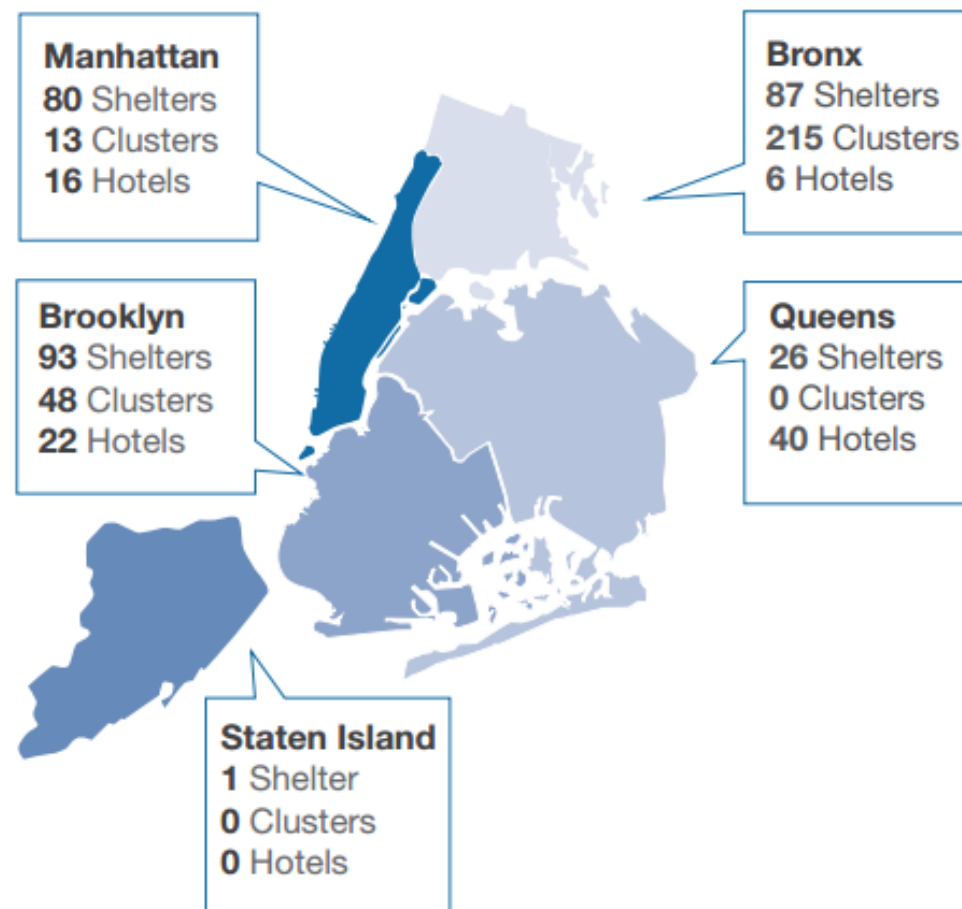 Manhattan
80 Shelters
13 Clusters
16 Hotels
Bronx
87 Shelters
215 Clusters
6 Hotels
Brooklyn
93 Shelters
48 Clusters
22 Hotels
Queens
26 Shelters
0 Clusters
40 Hotels
Staten Island
1 Shelter
0 Clusters
0 Hotels